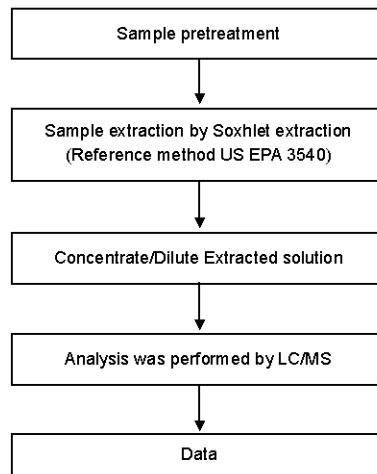 Sample pretreatment
Sample extraction by Soxhlet extraction
(Reference method US EPA 3540)
Concentrate/Dilute Extracted solution
Analysis was performed by LC/MS
Data